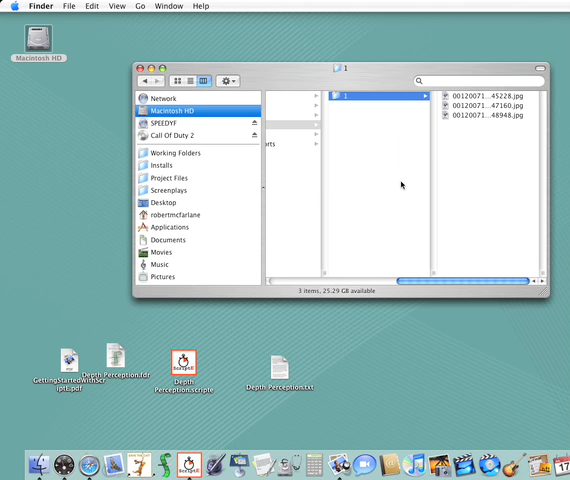 Finder File Edit View Go Window Help
Macintosh HD
1
Network
Macintosh HD
SPEEDYF
Call Of Duty 2
Working Folders
Installs
Project Files
Screenplays
Desktop
robertmcfarlane
Applications
Documents
Movies
Music
Pictures
orts
1
00120071...45228.jpg
00120071...47160.jpg
00120071...48948.jpg
3 items, 25.29 GB available
GettingStartedWithScr
iptE.pdf
Depth Perception.fdr
Depth
Perception.scripte
Depth Perception.txt
17